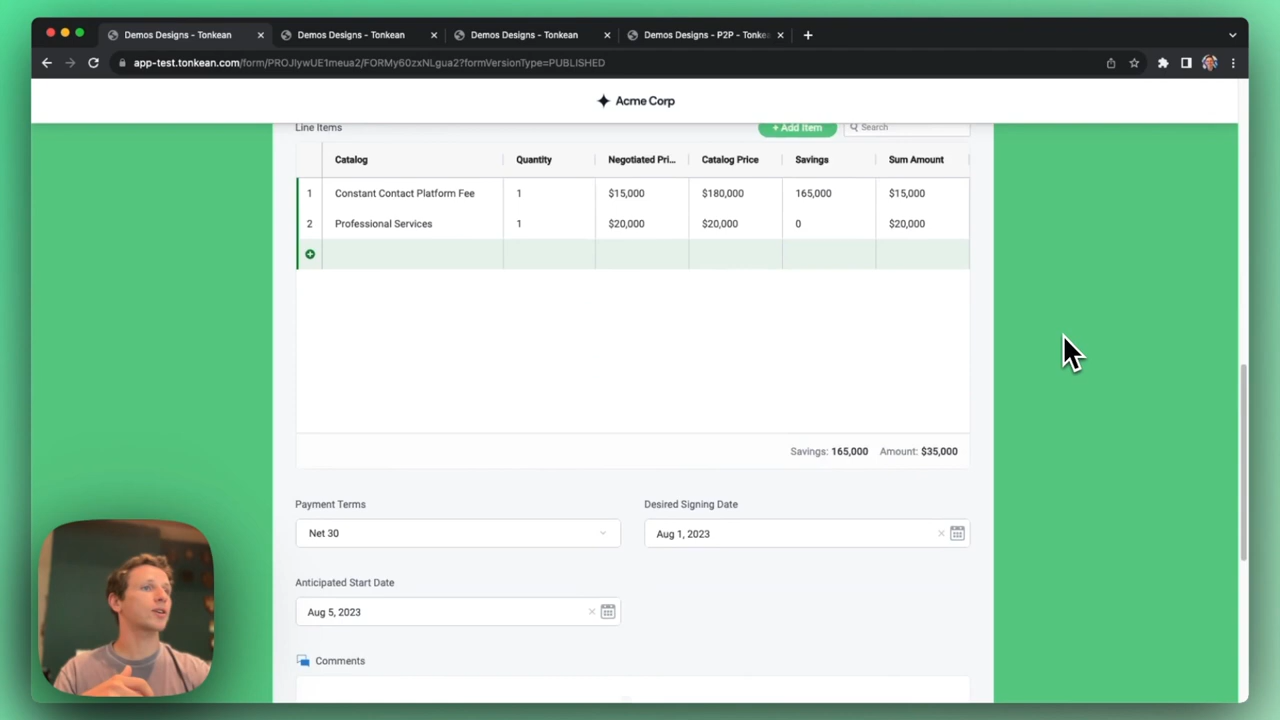 Demos Designs - Tonkean
Demos Designs - Tonkean
Demos Designs - Tonkean
Demos Designs - P2P - Tonke
app-test.tonkean.com/form/PROJIywUE1meua2/FORMy60zxNLgua2?formVersionType=PUBLISHED
Acme Corp
Line Items
+ Add Item
Search
Catalog Quantity Negotiated Pri... Catalog Price Savings Sum Amount
1 Constant Contact Platform Fee 1 $15,000 $180,000 165,000 $15,000
2 Professional Services 1 $20,000 $20,000 0 $20,000
Savings: 165,000 Amount: $35,000
Payment Terms
Desired Signing Date
Net 30
Aug 1, 2023
Anticipated Start Date
Aug 5, 2023
Comments